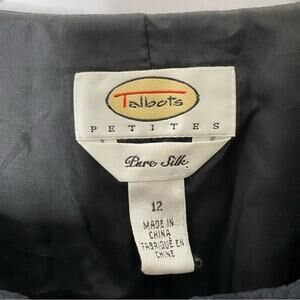 Talbots
PETITES
Pure Silk
12
MADE IN
CHINA
FABRIQUÉ EN
CHINE